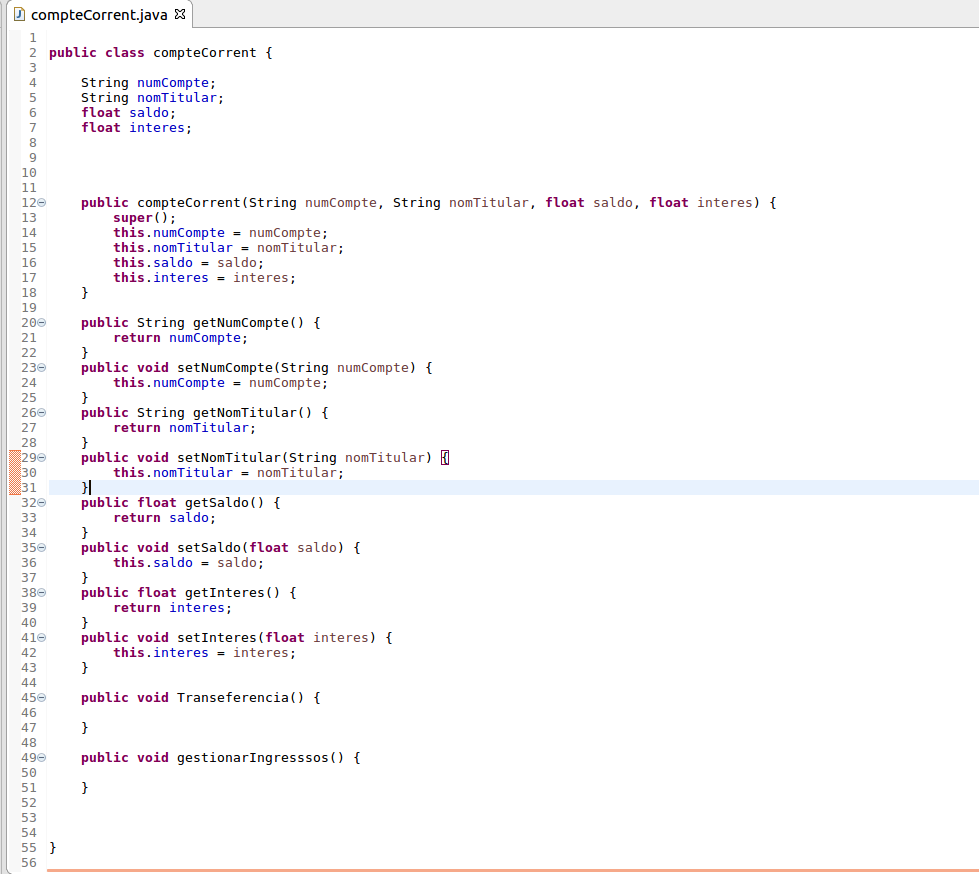 compteCorrent.java
1
2 public class compteCorrent {
3
4     String numCompte;
5     String nomTitular;
6     float saldo;
7     float interes;
8
9
10
11
12     public compteCorrent(String numCompte, String nomTitular, float saldo, float interes) {
13         super();
14         this.numCompte = numCompte;
15         this.nomTitular = nomTitular;
16         this.saldo = saldo;
17         this.interes = interes;
18     }
19
20     public String getNumCompte() {
21         return numCompte;
22     }
23     public void setNumCompte(String numCompte) {
24         this.numCompte = numCompte;
25     }
26     public String getNomTitular() {
27         return nomTitular;
28     }
29     public void setNomTitular(String nomTitular) {
30         this.nomTitular = nomTitular;
31     }
32     public float getSaldo() {
33         return saldo;
34     }
35     public void setSaldo(float saldo) {
36         this.saldo = saldo;
37     }
38     public float getInteres() {
39         return interes;
40     }
41     public void setInteres(float interes) {
42         this.interes = interes;
43     }
44
45     public void Transeferencia() {
46
47     }
48
49     public void gestionarIngresssos() {
50
51     }
52
53
54
55 }
56